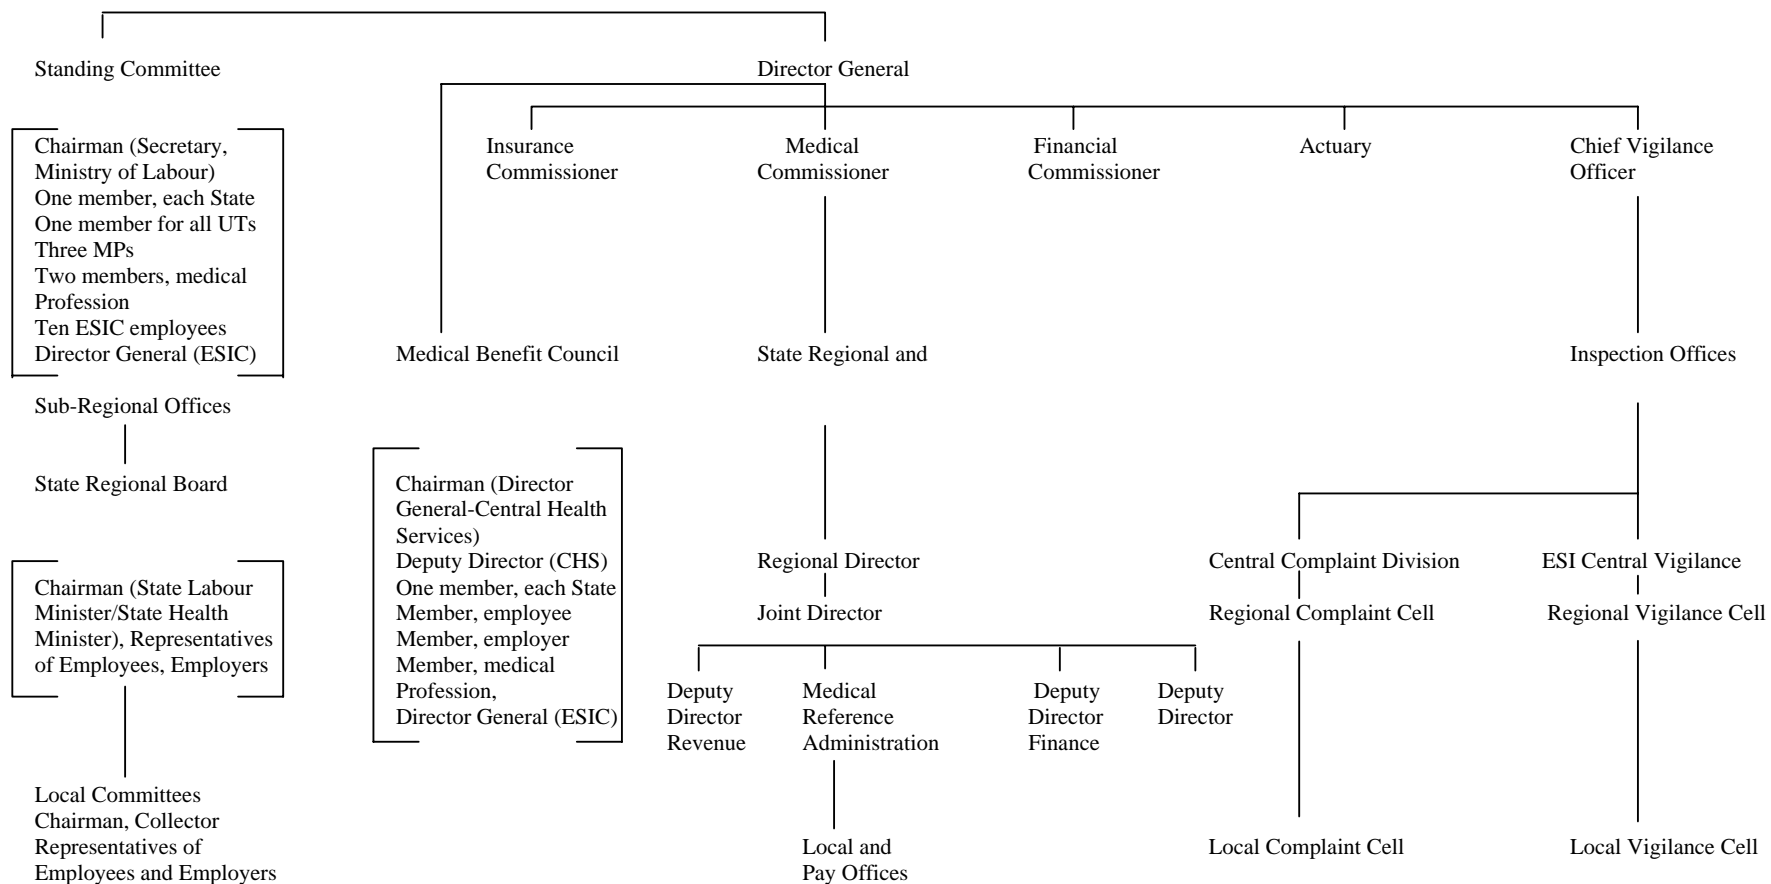 Standing Committee
Director General
Insurance
Commissioner
Medical
Commissioner
Financial
Commissioner
Actuary
Chief Vigilance
Officer
Chairman (Secretary,
Ministry of Labour)
One member, each State
One member for all UTs
Three MPs
Two members, medical
Profession
Ten ESIC employees
Director General (ESIC)
Medical Benefit Council
State Regional and
Inspection Offices
Sub-Regional Offices
State Regional Board
Chairman (Director
General-Central Health
Services)
Deputy Director (CHS)
One member, each State
Member, employee
Member, employer
Member, medical
Profession,
Director General (ESIC)
Regional Director
Central Complaint Division
ESI Central Vigilance
Chairman (State Labour
Minister/State Health
Minister), Representatives
of Employees, Employers
Joint Director
Regional Complaint Cell
Regional Vigilance Cell
Deputy
Director
Revenue
Medical
Reference
Administration
Deputy
Director
Finance
Deputy
Director
Local Committees
Chairman, Collector
Representatives of
Employees and Employers
Local and
Pay Offices
Local Complaint Cell
Local Vigilance Cell